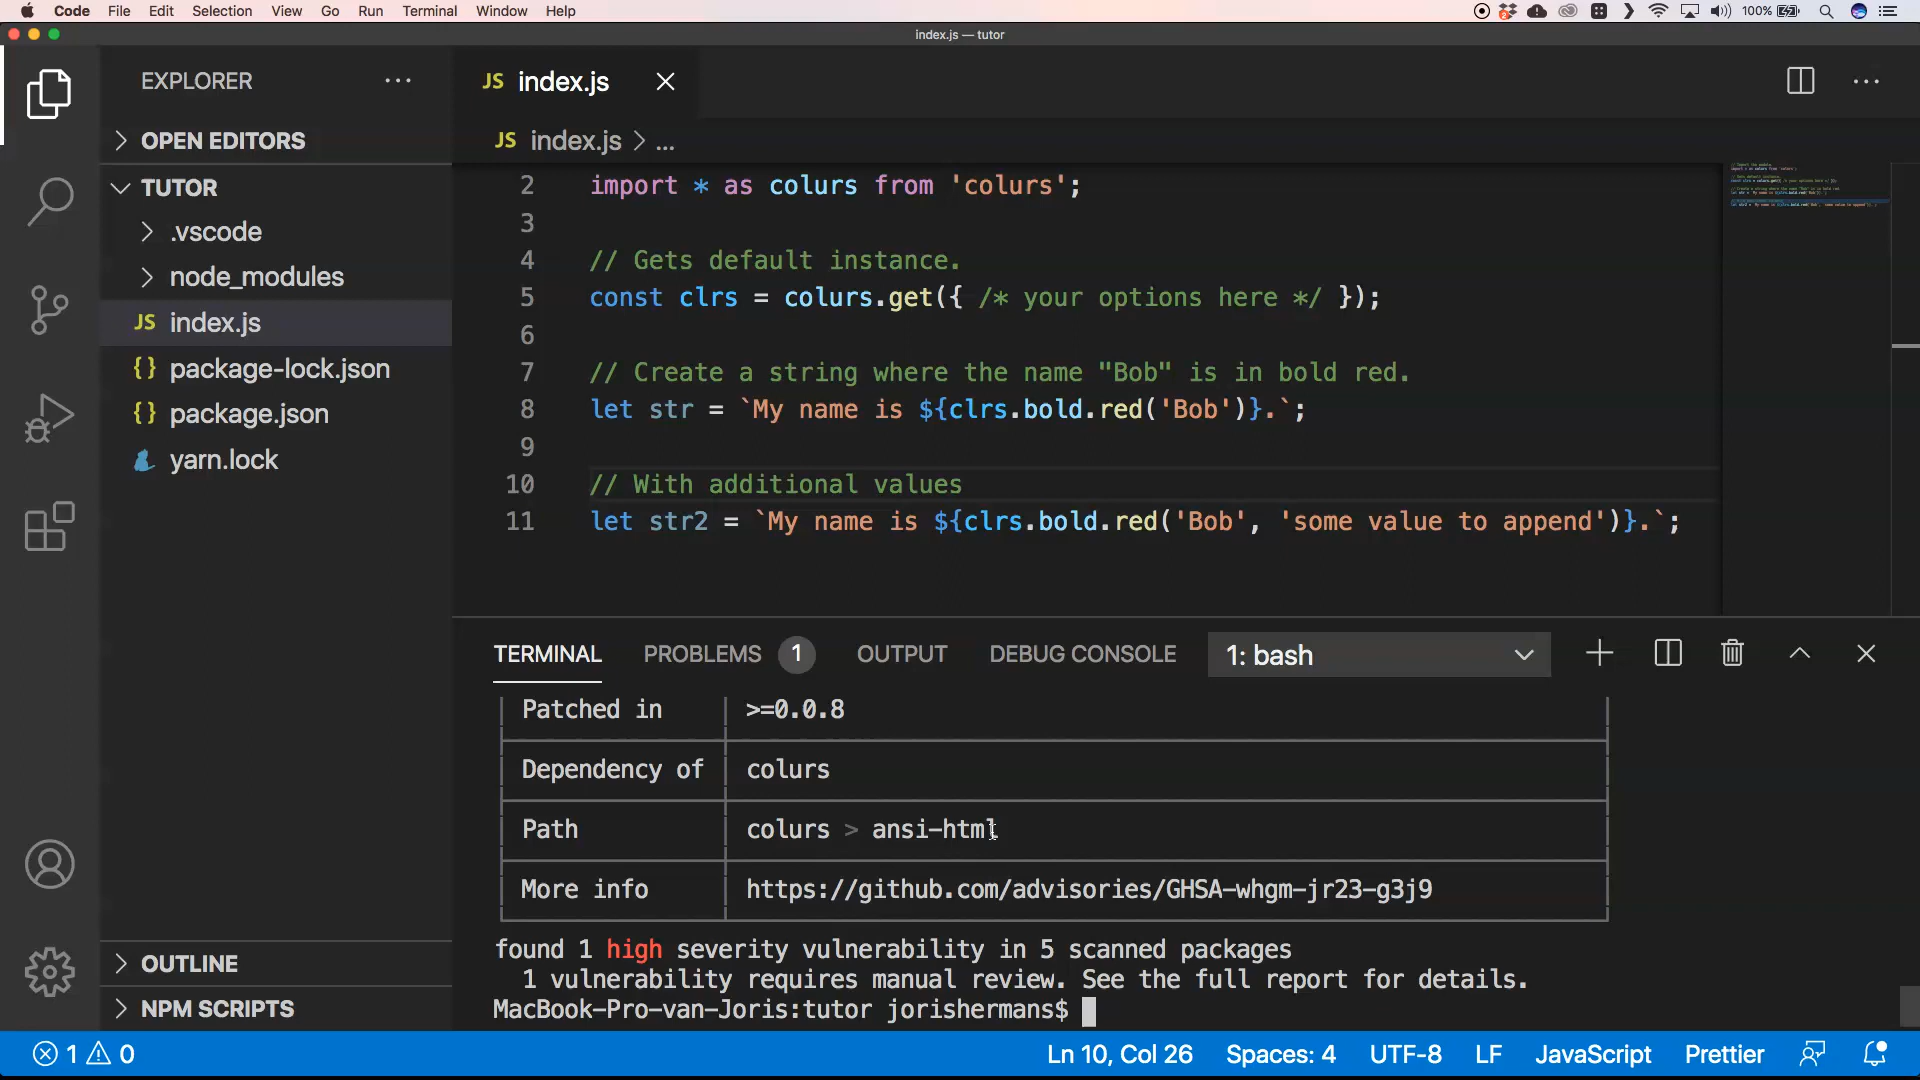 Code File Edit Selection View Go Run Terminal Window Help 100%
index.js — tutor
EXPLORER
OPEN EDITORS
TUTOR
.vscode
node_modules
JS index.js
{} package-lock.json
{} package.json
yarn.lock
OUTLINE
NPM SCRIPTS
JS index.js
JS index.js > ...
2 import * as colurs from 'colurs';
3
4 // Gets default instance.
5 const clrs = colurs.get({ /* your options here */ });
6
7 // Create a string where the name "Bob" is in bold red.
8 let str = `My name is ${clrs.bold.red('Bob')}.`;
9
10 // With additional values
11 let str2 = `My name is ${clrs.bold.red('Bob', 'some value to append')}.`;
TERMINAL PROBLEMS 1 OUTPUT DEBUG CONSOLE 1: bash
Patched in >=0.0.8
Dependency of colurs
Path colurs > ansi-html
More info https://github.com/advisories/GHSA-whgm-jr23-g3j9
found 1 high severity vulnerability in 5 scanned packages
1 vulnerability requires manual review. See the full report for details.
MacBook-Pro-van-Joris:tutor jorishermans$
1 0 Ln 10, Col 26 Spaces: 4 UTF-8 LF JavaScript Prettier